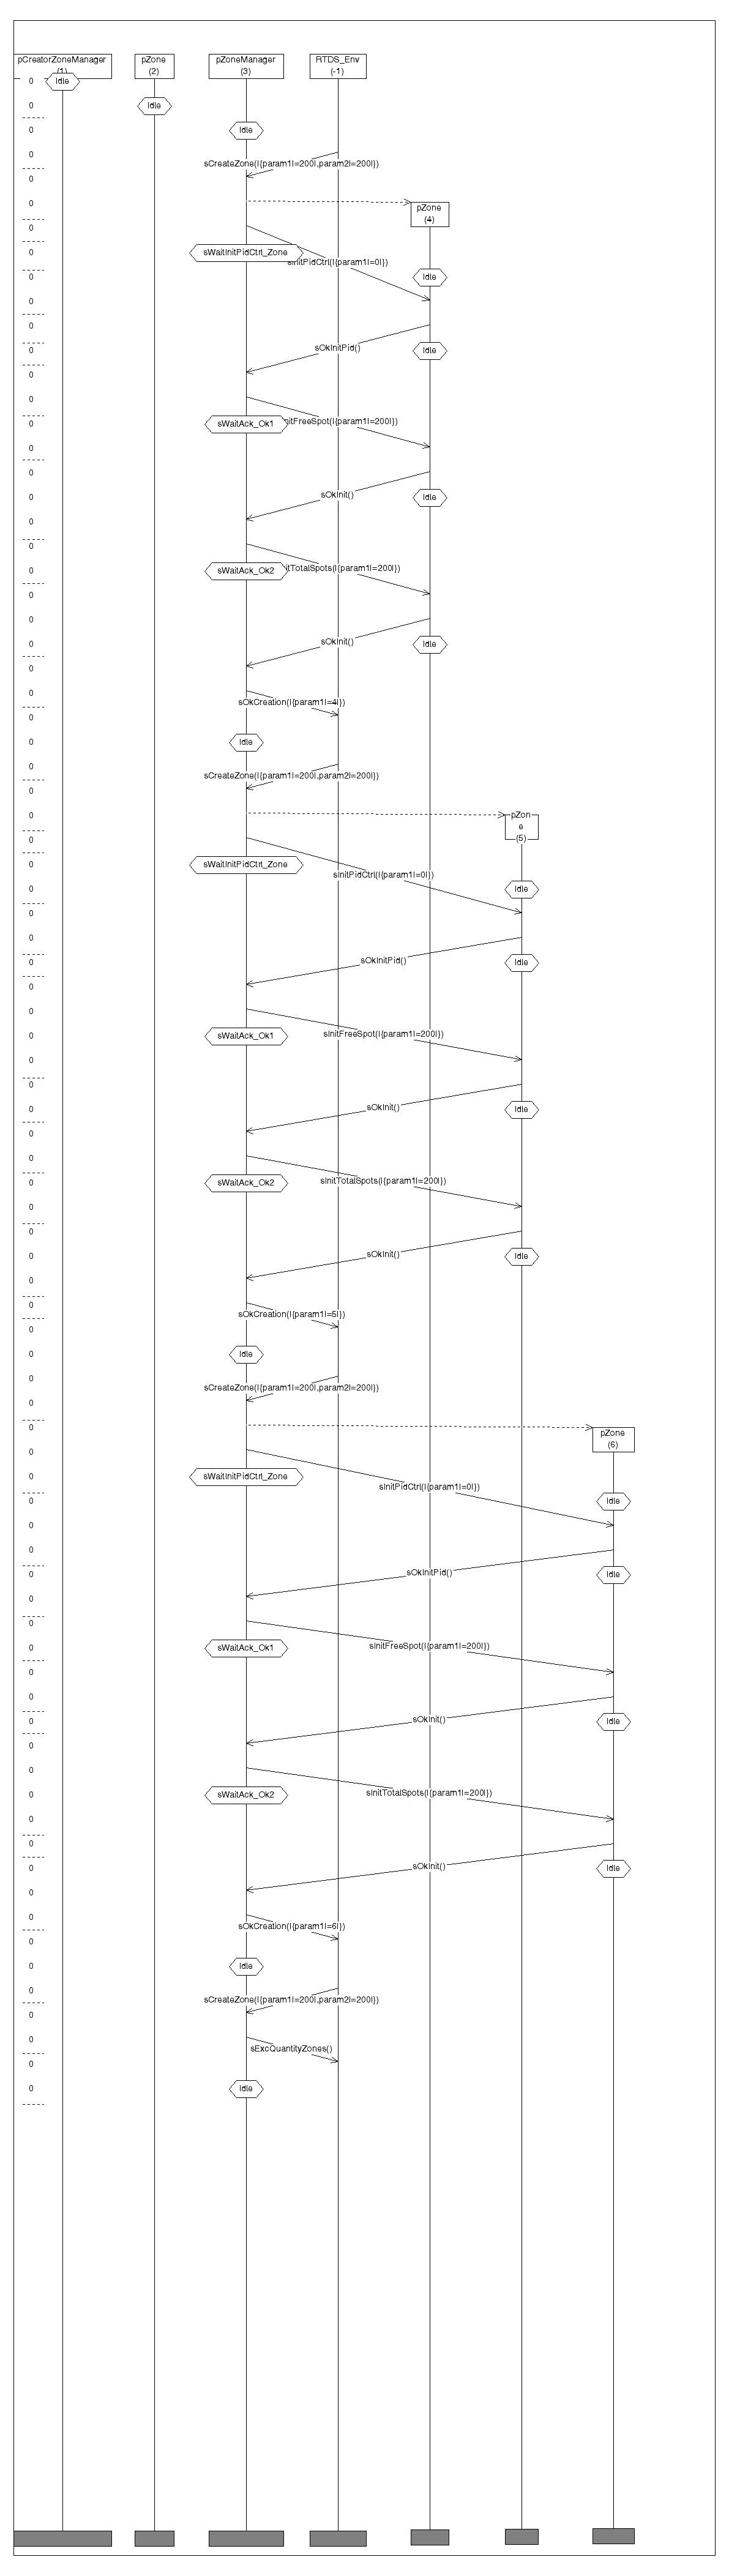 pCreatorZoneManager
(1)
pZone
(2)
pZoneManager
(3)
RTDS_Env
(-1)
0 Idle
0 Idle
0 Idle
0
sCreateZone(|{param1|=200|,param2|=200|})
0
0 pZone
(4)
0
0 sWaitInitPidCtrl_Zone
sInitPidCtrl(|{param1|=0|})
0 Idle
0
0
sOkInitPid()
0 Idle
0
0
sWaitAck_Ok1 nitFreeSpot(|{param1|=200|})
0
0
0
sOkInit()
0 Idle
0
0
sWaitAck_Ok2 itTotalSpots(|{param1|=200|})
0
0
0
sOkInit()
0 Idle
0
0
sOkCreation(|{param1|=4|})
0
0 Idle
0
sCreateZone(|{param1|=200|,param2|=200|})
0
0 pZon
e
(5)
0
0 sWaitInitPidCtrl_Zone
sInitPidCtrl(|{param1|=0|})
0 Idle
0
0
sOkInitPid()
0 Idle
0
0
0 sWaitAck_Ok1 sInitFreeSpot(|{param1|=200|})
0
0
0 sOkInit() Idle
0
0
0 sWaitAck_Ok2 sInitTotalSpots(|{param1|=200|})
0
0 sOkInit() Idle
0
0
sOkCreation(|{param1|=5|})
0
0 Idle
0
sCreateZone(|{param1|=200|,param2|=200|})
0
0 pZone
(6)
0
0 sWaitInitPidCtrl_Zone
sInitPidCtrl(|{param1|=0|})
0 Idle
0
0
sOkInitPid()
0 Idle
0
0
0 sWaitAck_Ok1 sInitFreeSpot(|{param1|=200|})
0
0
0 sOkInit() Idle
0
0 sWaitAck_Ok2 sInitTotalSpots(|{param1|=200|})
0
0
0 sOkInit() Idle
0
0
sOkCreation(|{param1|=6|})
0
0 Idle
0
sCreateZone(|{param1|=200|,param2|=200|})
0
0
sExcQuantityZones()
0
0 Idle